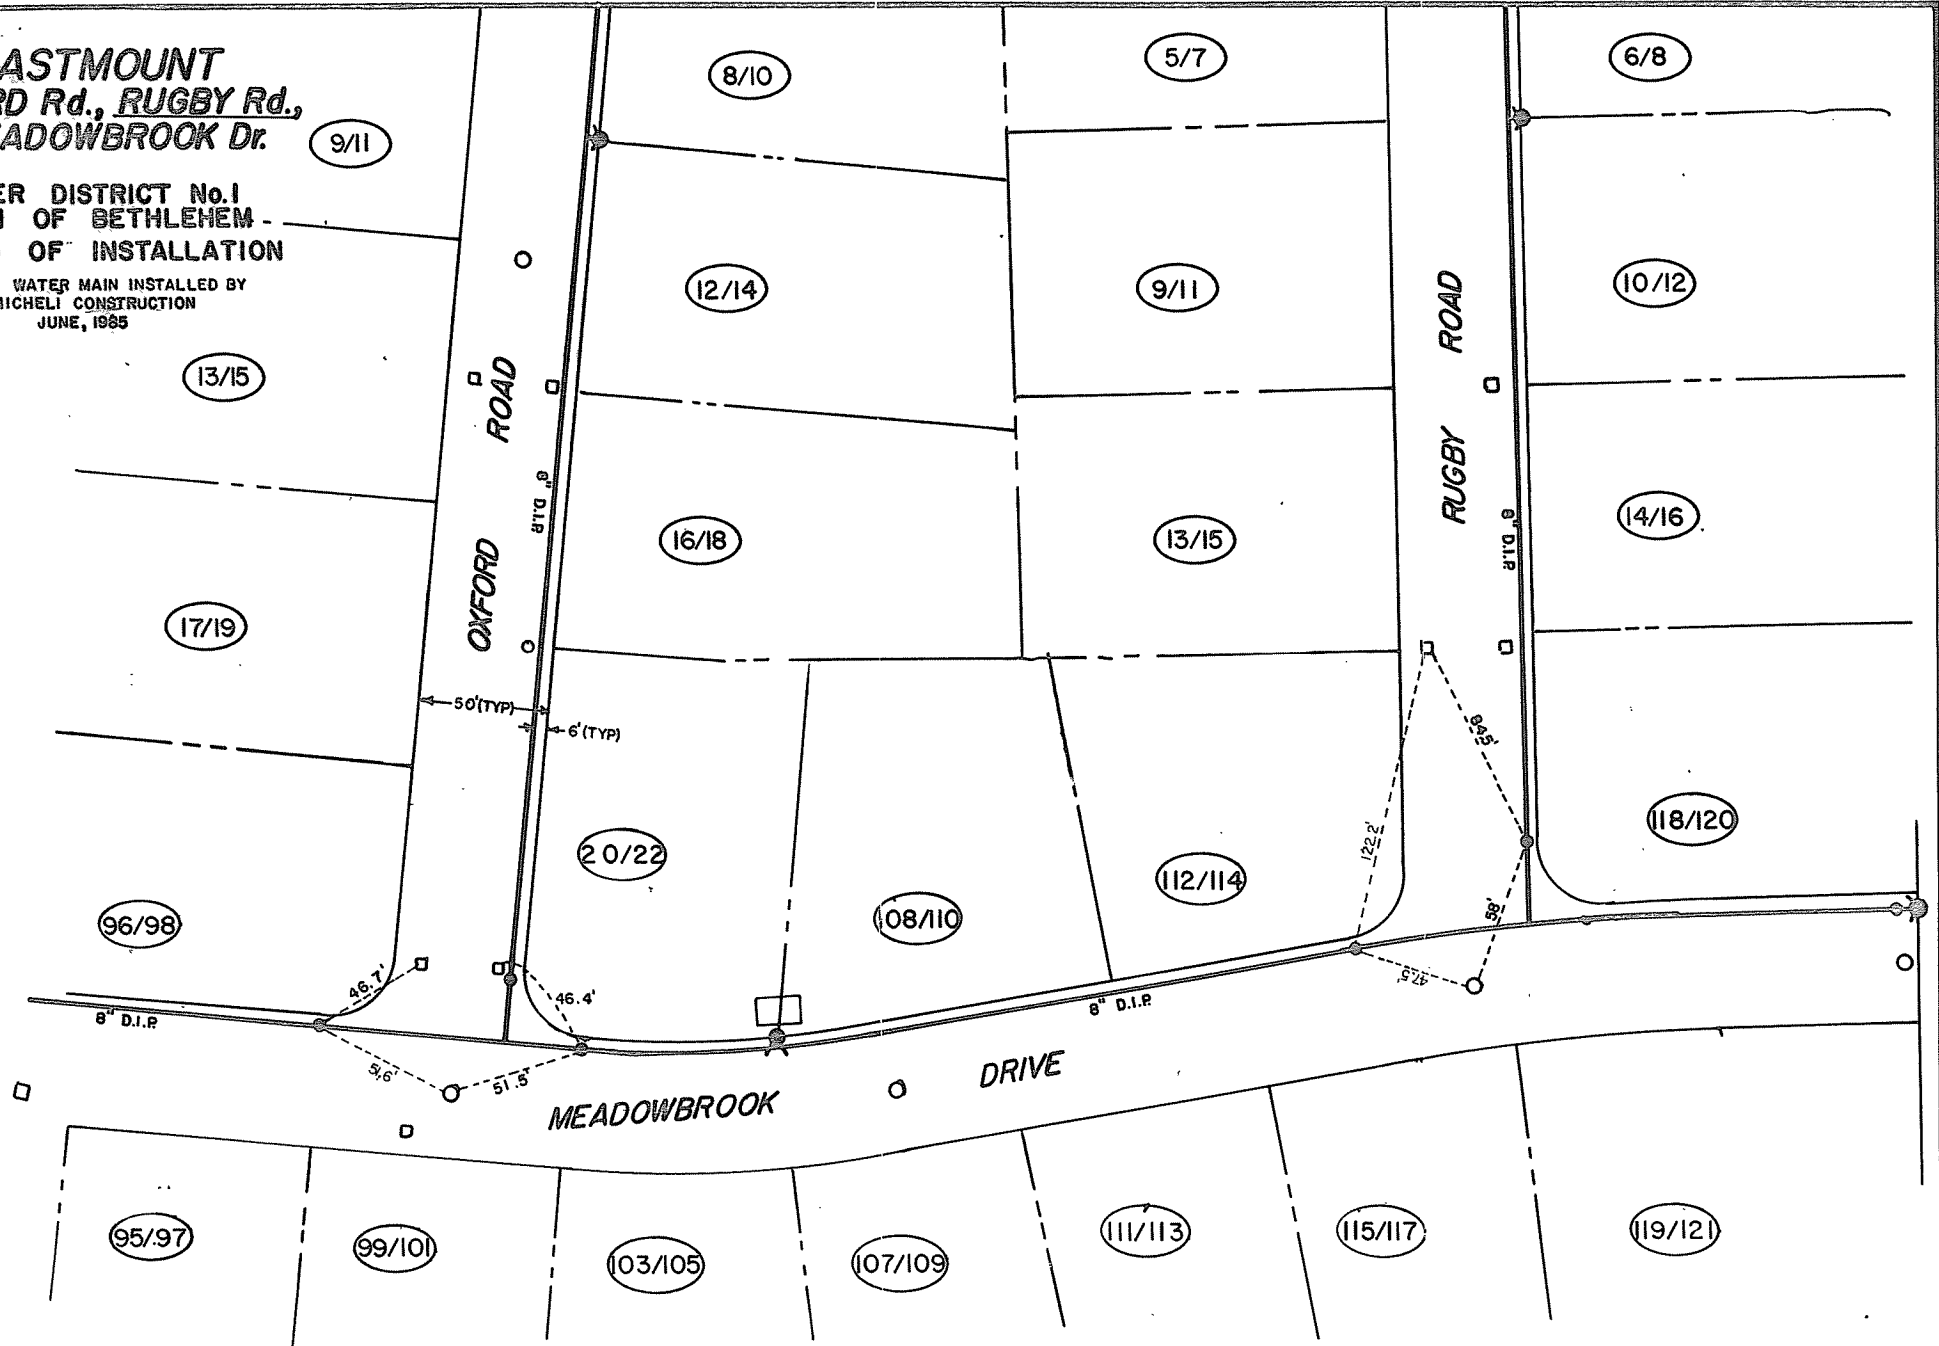 ASTMOUNT
RD Rd., RUGBY Rd.,
ADOWBROOK Dr.
ER DISTRICT No.1
OF BETHLEHEM
OF INSTALLATION
WATER MAIN INSTALLED BY
MICHELI CONSTRUCTION
JUNE, 1985
9/11
8/10
5/7
6/8
13/15
12/14
9/11
10/12
OXFORD ROAD
RUGBY ROAD
8" D.I.P.
8" D.I.P.
17/19
16/18
13/15
14/16
50'(TYP)
6'(TYP)
84.5'
122.2'
58'
47.5'
96/98
20/22
108/110
112/114
118/120
46.7'
46.4'
51.6'
51.5'
8" D.I.P.
8" D.I.P.
MEADOWBROOK DRIVE
95/97
99/101
103/105
107/109
111/113
115/117
119/121